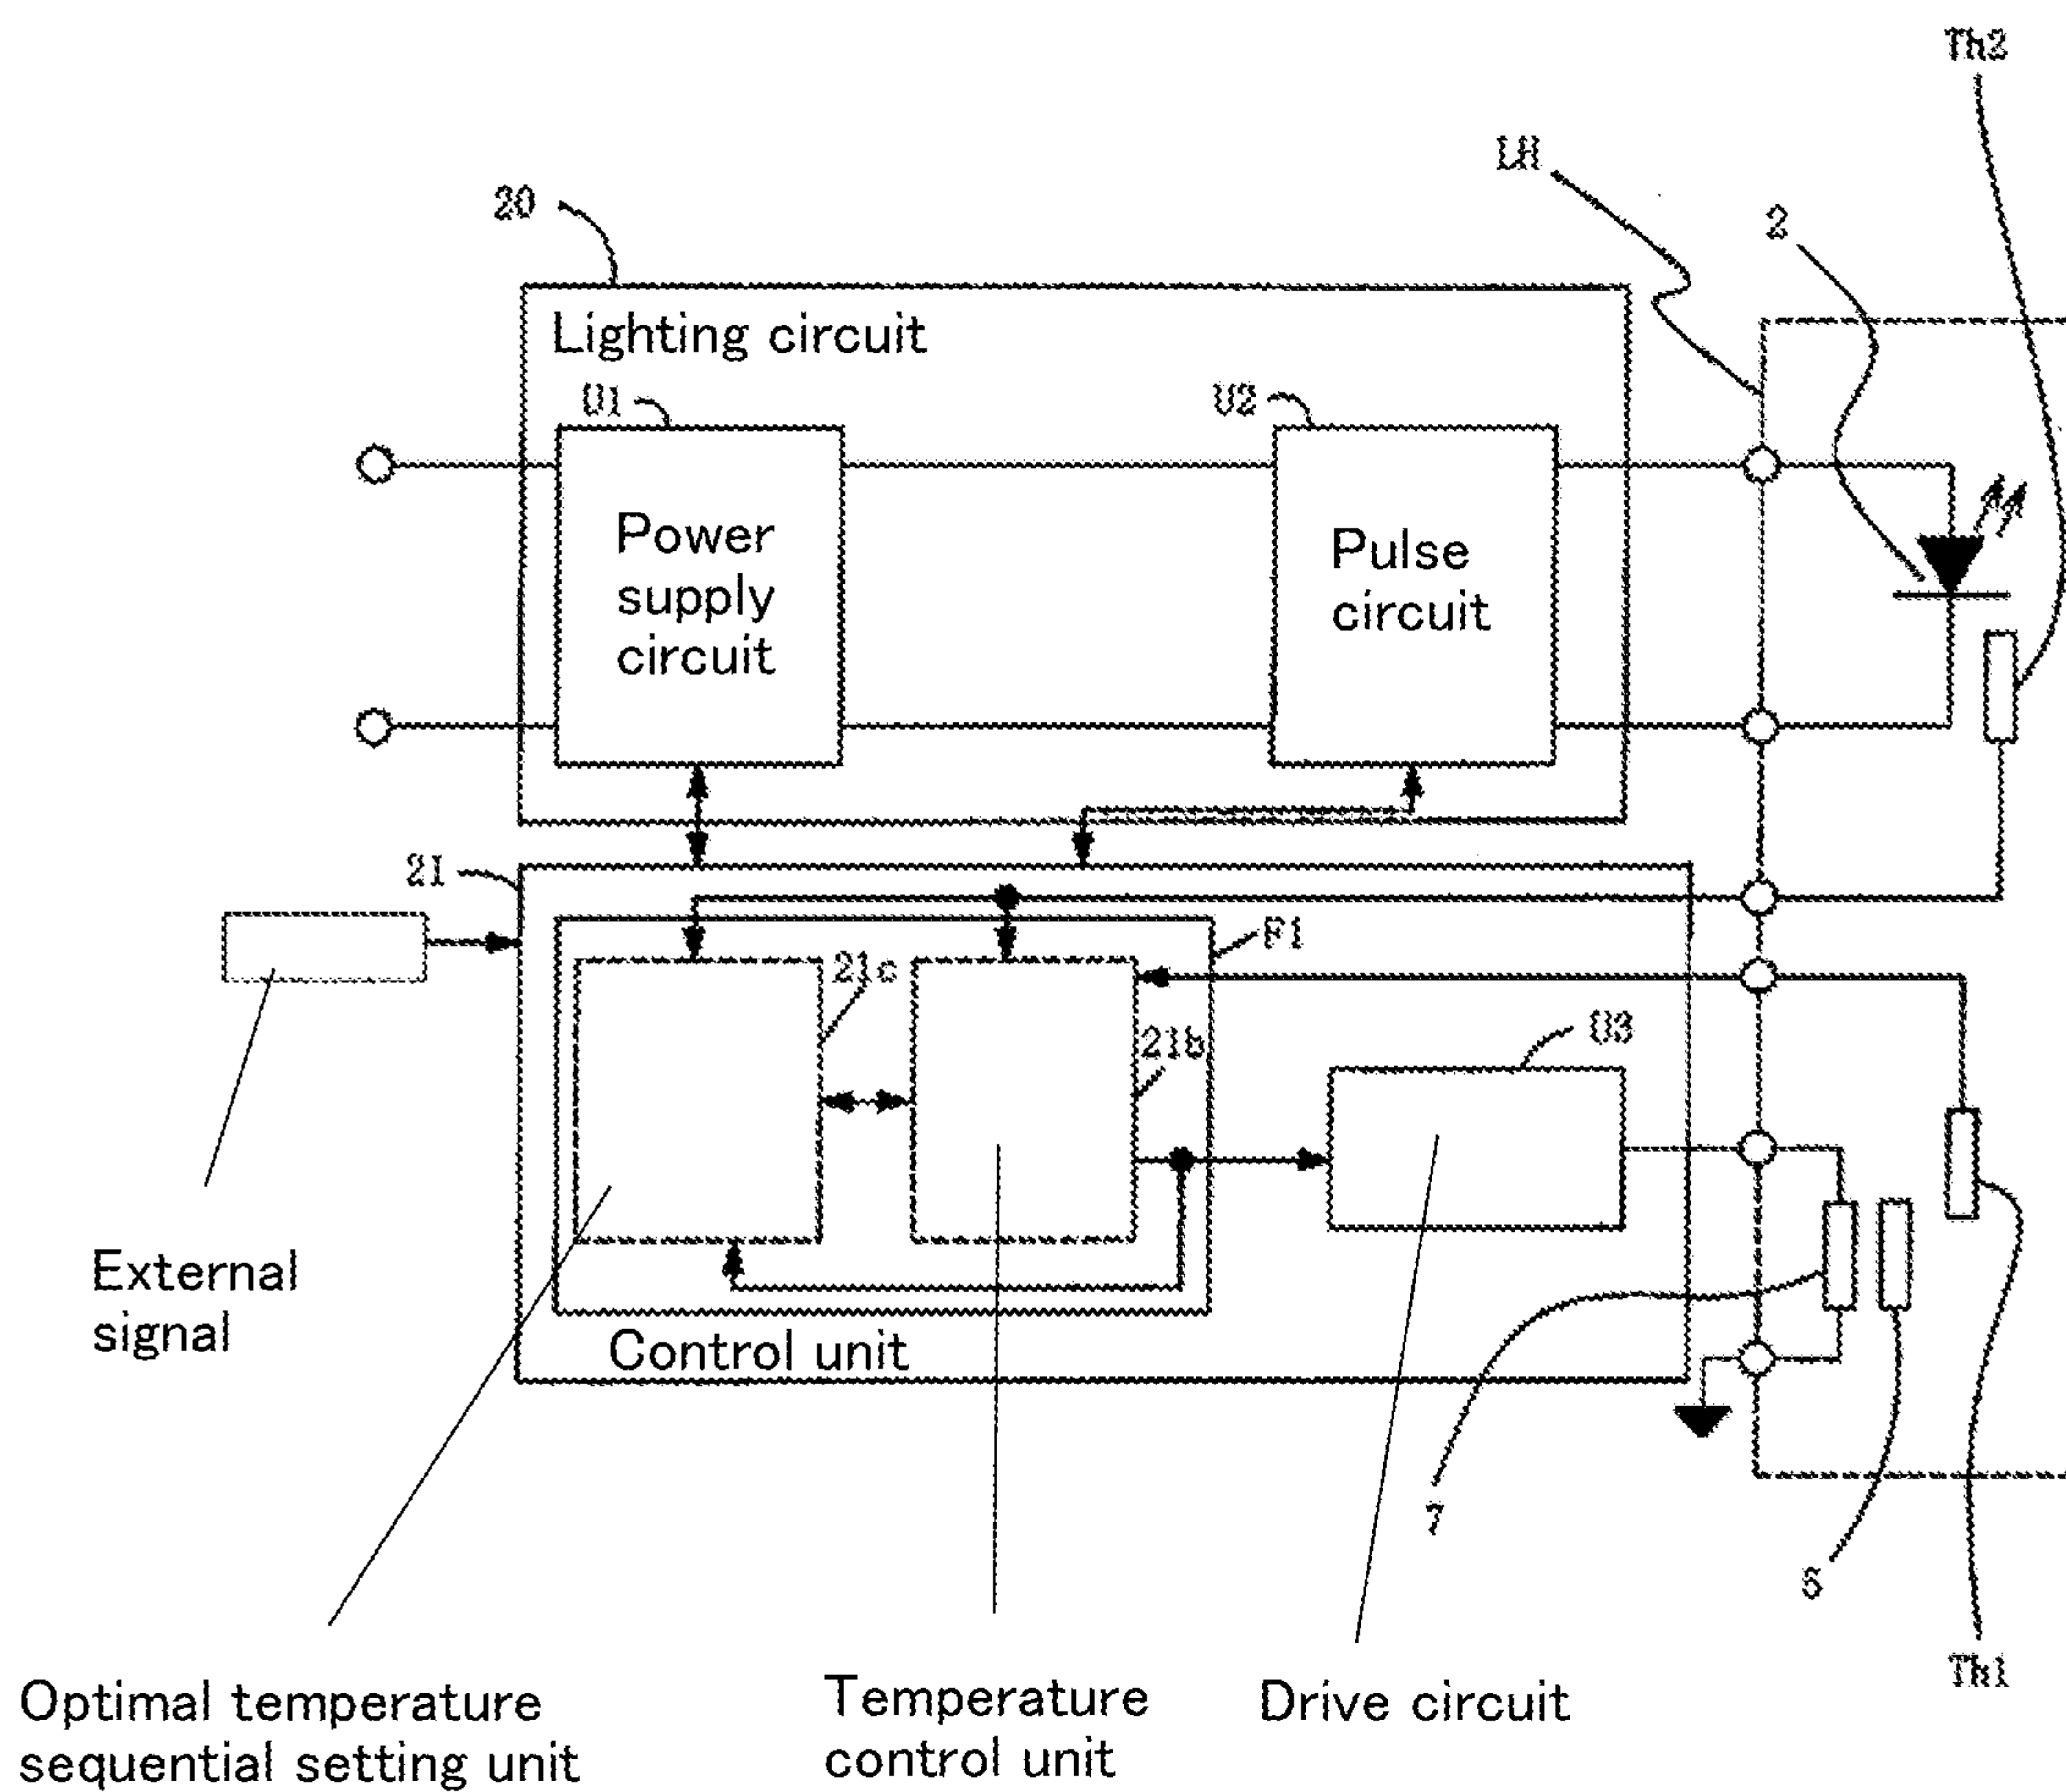 Th2
LH
2
20
Lighting circuit
U1
U2
Power
supply
circuit
Pulse
circuit
21
F1
21c
21b
U3
External
signal
Control unit
7
6
Th1
Optimal temperature
sequential setting unit
Temperature
control unit
Drive circuit